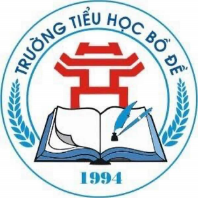 TRƯỜNG TIỂU HỌC BỒ ĐỀ
1994